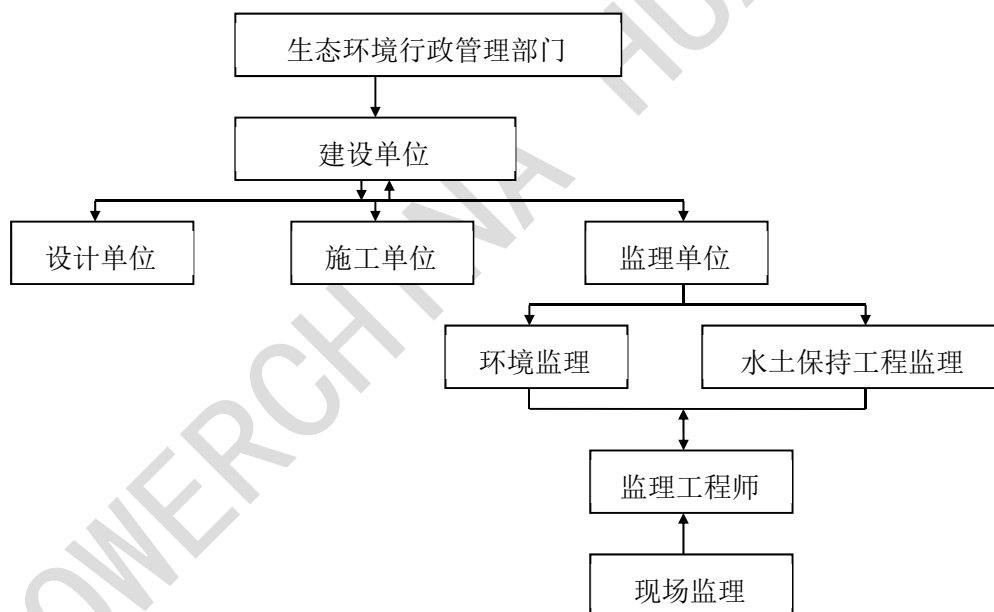 生态环境行政管理部门
建设单位
设计单位
施工单位
监理单位
环境监理
水土保持工程监理
监理工程师
现场监理